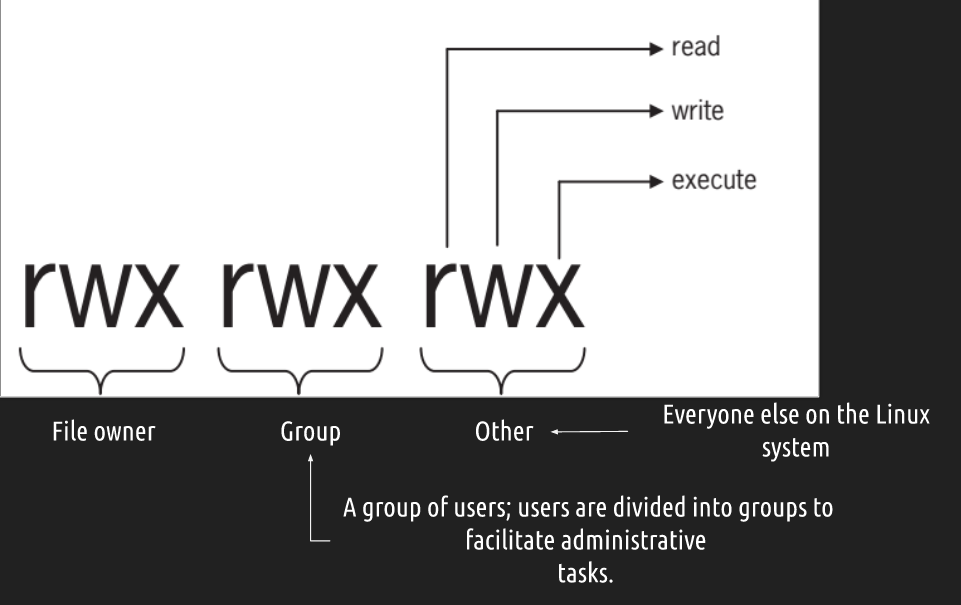 read
write
execute
rwx rwx rwx
File owner
Group
Other
Everyone else on the Linux
system
A group of users; users are divided into groups to
facilitate administrative
tasks.